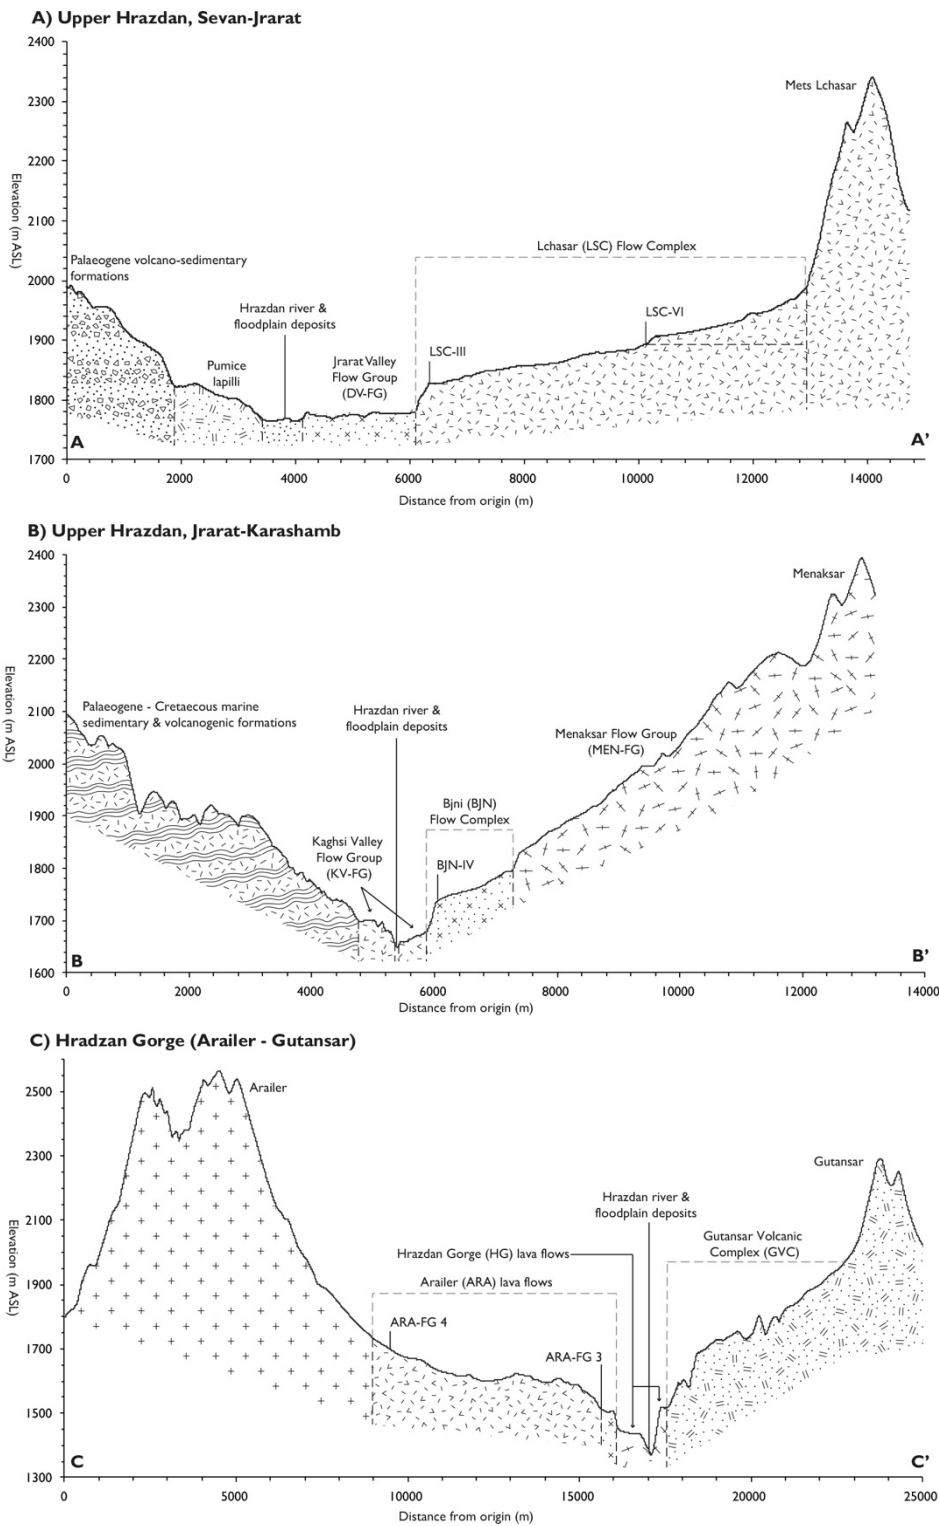 A) Upper Hrazdan, Sevan-Jrarat
2400
2300
2200
2100
2000
1900
1800
1700
Elevation (m ASL)
Mets Lchasar
Lchasar (LSC) Flow Complex
Palaeogene volcano-sedimentary
formations
Hrazdan river &
floodplain deposits
LSC-VI
Pumice
lapilli
Jrarat Valley
Flow Group
(DV-FG)
LSC-III
A
A'
0
2000
4000
6000
8000
10000
12000
14000
Distance from origin (m)
B) Upper Hrazdan, Jrarat-Karashamb
2400
2300
2200
2100
2000
1900
1800
1700
1600
Elevation (m ASL)
Menaksar
Palaeogene - Cretaecous marine
sedimentary & volcanogenic formations
Hrazdan river &
floodplain deposits
Menaksar Flow Group
(MEN-FG)
Bjni (BJN)
Flow Complex
Kaghsi Valley
Flow Group
(KV-FG)
BJN-IV
B
B'
0
2000
4000
6000
8000
10000
12000
14000
Distance from origin (m)
C) Hradzan Gorge (Arailer - Gutansar)
2500
2300
2100
1900
1700
1500
1300
Elevation (m ASL)
Arailer
Gutansar
Hrazdan river &
floodplain deposits
Gutansar Volcanic
Complex (GVC)
Hrazdan Gorge (HG) lava flows
Arailer (ARA) lava flows
ARA-FG 4
ARA-FG 3
C
C'
0
5000
10000
15000
20000
25000
Distance from origin (m)